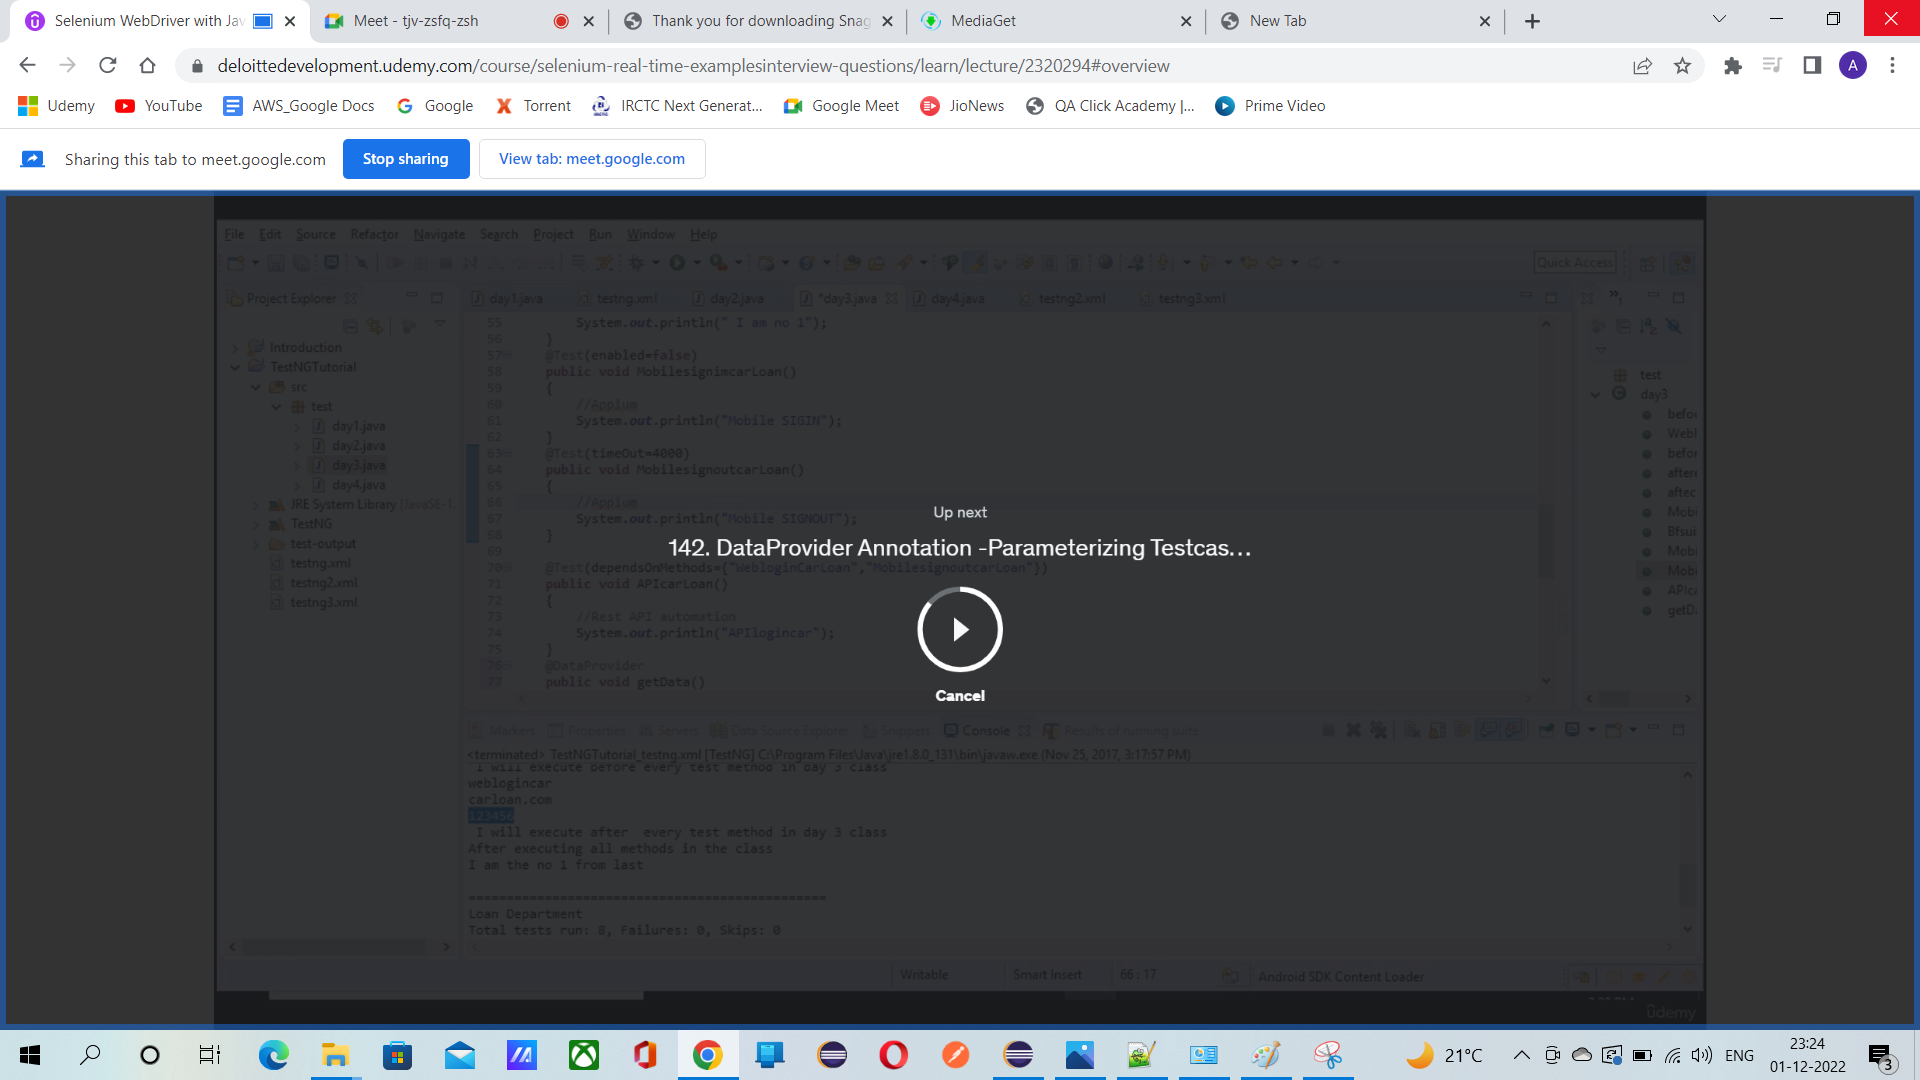 Selenium WebDriver with Jav
Meet - tjv-zsfq-zsh
Thank you for downloading Snag
MediaGet
New Tab
deloittedevelopment.udemy.com/course/selenium-real-time-examplesinterview-questions/learn/lecture/2320294#overview
A
Udemy
YouTube
AWS_Google Docs
Google
Torrent
IRCTC Next Generat...
Google Meet
JioNews
QA Click Academy |...
Prime Video
Sharing this tab to meet.google.com
Stop sharing
View tab: meet.google.com
File Edit Source Refactor Navigate Search Project Run Window Help
Quick Access
Project Explorer
day1.java
testng.xml
day2.java
*day3.java
day4.java
testng2.xml
testng3.xml
Introduction
TestNGTutorial
src
test
day1.java
day2.java
day3.java
day4.java
JRE System Library [JavaSE-1.
TestNG
test-output
testng.xml
testng2.xml
testng3.xml
55 System.out.println(" I am no 1");
56 }
57 @Test(enabled=false)
58 public void MobilesignimcarLoan()
59 {
60 //Appium
61 System.out.println("Mobile SIGIN");
62 }
63 @Test(timeOut=4000)
64 public void MobilesignoutcarLoan()
65 {
66 //Appium
67 System.out.println("Mobile SIGNOUT");
68 }
69
70 @Test(dependsOnMethods={"WebloginCarLoan","MobilesignoutcarLoan"})
71 public void APIcarLoan()
72 {
73 //Rest API automation
74 System.out.println("APIlogincar");
75 }
76 @DataProvider
77 public void getData()
test
day3
befor
Webl
befor
aftere
aftec
Mobi
Bfsui
Mobi
Mobi
APIca
getDa
Up next
142. DataProvider Annotation -Parameterizing Testcas...
Cancel
Markers
Properties
Servers
Data Source Explorer
Snippets
Console
Results of running suite
<terminated> TestNGTutorial_testng.xml [TestNG] C:\Program Files\Java\jre1.8.0_131\bin\javaw.exe (Nov 25, 2017, 3:17:57 PM)
I will execute before every test method in day 3 class
weblogincar
carloan.com
123456
I will execute after every test method in day 3 class
After executing all methods in the class
I am the no 1 from last
===============================================
Loan Department
Total tests run: 8, Failures: 0, Skips: 0
Writable
Smart Insert
66 : 17
Android SDK Content Loader
ûdemy
21°C
ENG
23:24
01-12-2022
3